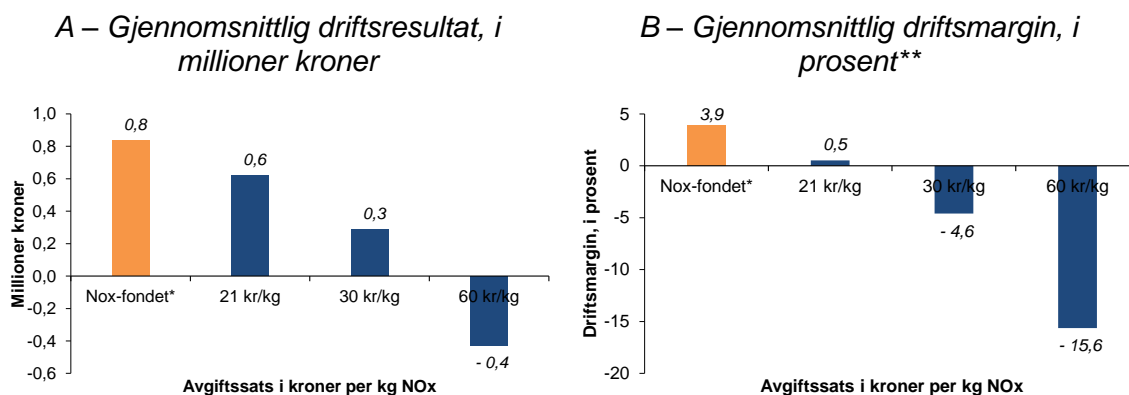 A – Gjennomsnittlig driftsresultat, i
millioner kroner
1,0
0,8
0,6
0,4
0,2
0,0
-0,2
-0,4
-0,6
Millioner kroner
0,8
0,6
0,3
- 0,4
Nox-fondet*
21 kr/kg
30 kr/kg
60 kr/kg
Avgiftssats i kroner per kg NOx
B – Gjennomsnittlig driftsmargin, i
prosent**
5
0
-5
-10
-15
-20
Driftsmargin, i prosent
3,9
0,5
- 4,6
- 15,6
Nox-fondet*
21 kr/kg
30 kr/kg
60 kr/kg
Avgiftssats i kroner per kg NOx